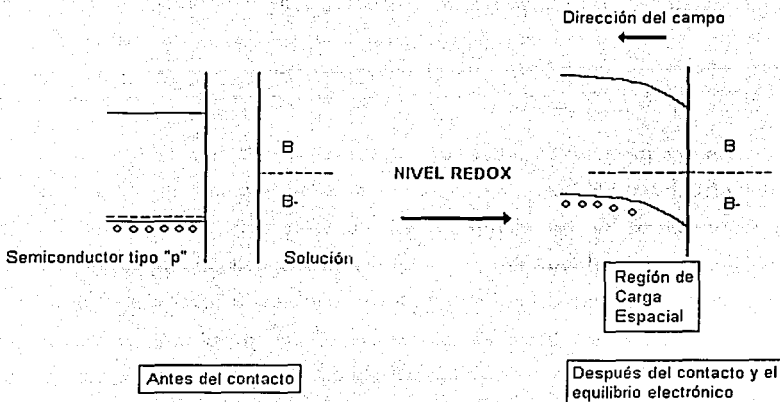 Dirección del campo
B
B-
Semiconductor tipo "p"
Solución
Antes del contacto
NIVEL REDOX
B
B-
Región de
Carga
Espacial
Después del contacto y el
equilibrio electrónico